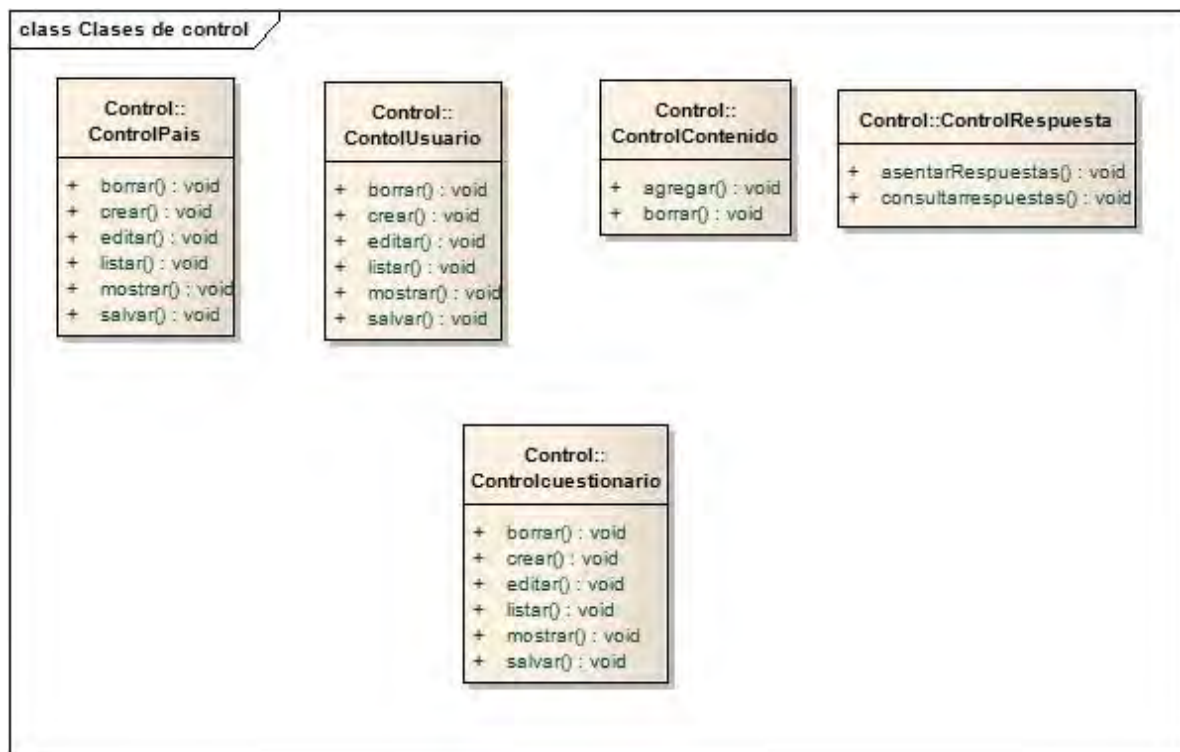 class Clases de control
Control::
ControlPais
+ borrar() : void
+ crear() : void
+ editar() : void
+ listar() : void
+ mostrar() : void
+ salvar() : void
Control::
ContolUsuario
+ borrar() : void
+ crear() : void
+ editar() : void
+ listar() : void
+ mostrar() : void
+ salvar() : void
Control::
ControlContenido
+ agregar() : void
+ borrar() : void
Control::ControlRespuesta
+ asentarRespuestas() : void
+ consultarrespuestas() : void
Control::
Controlcuestionario
+ borrar() : void
+ crear() : void
+ editar() : void
+ listar() : void
+ mostrar() : void
+ salvar() : void